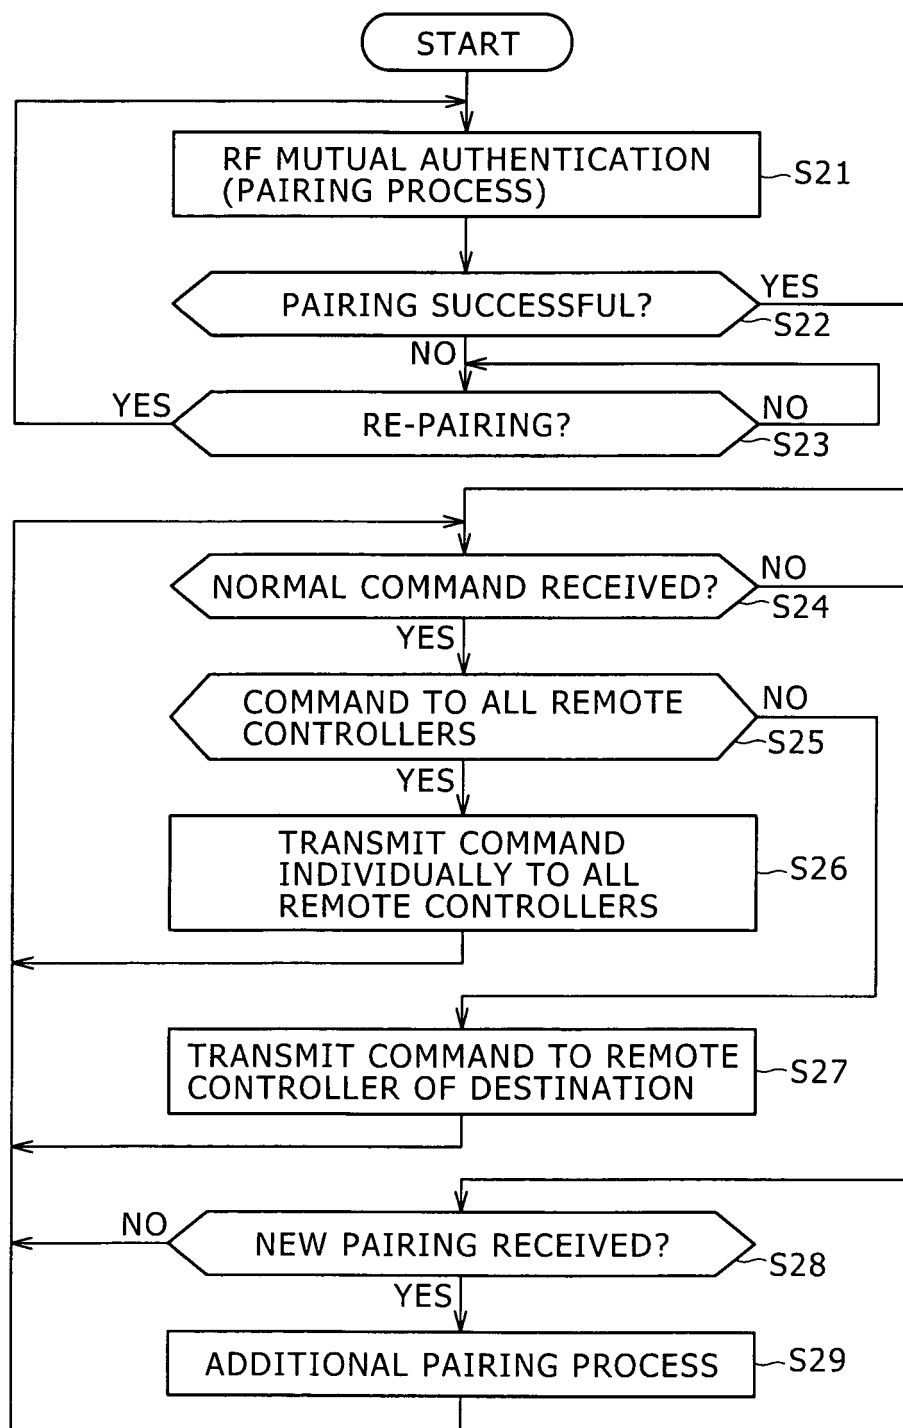 START
RF MUTUAL AUTHENTICATION
(PAIRING PROCESS)
S21
PAIRING SUCCESSFUL?
YES
S22
NO
RE-PAIRING?
YES
NO
S23
NORMAL COMMAND RECEIVED?
NO
S24
YES
COMMAND TO ALL REMOTE
CONTROLLERS
NO
S25
YES
TRANSMIT COMMAND
INDIVIDUALLY TO ALL
REMOTE CONTROLLERS
S26
TRANSMIT COMMAND TO REMOTE
CONTROLLER OF DESTINATION
S27
NO
NEW PAIRING RECEIVED?
S28
YES
ADDITIONAL PAIRING PROCESS
S29